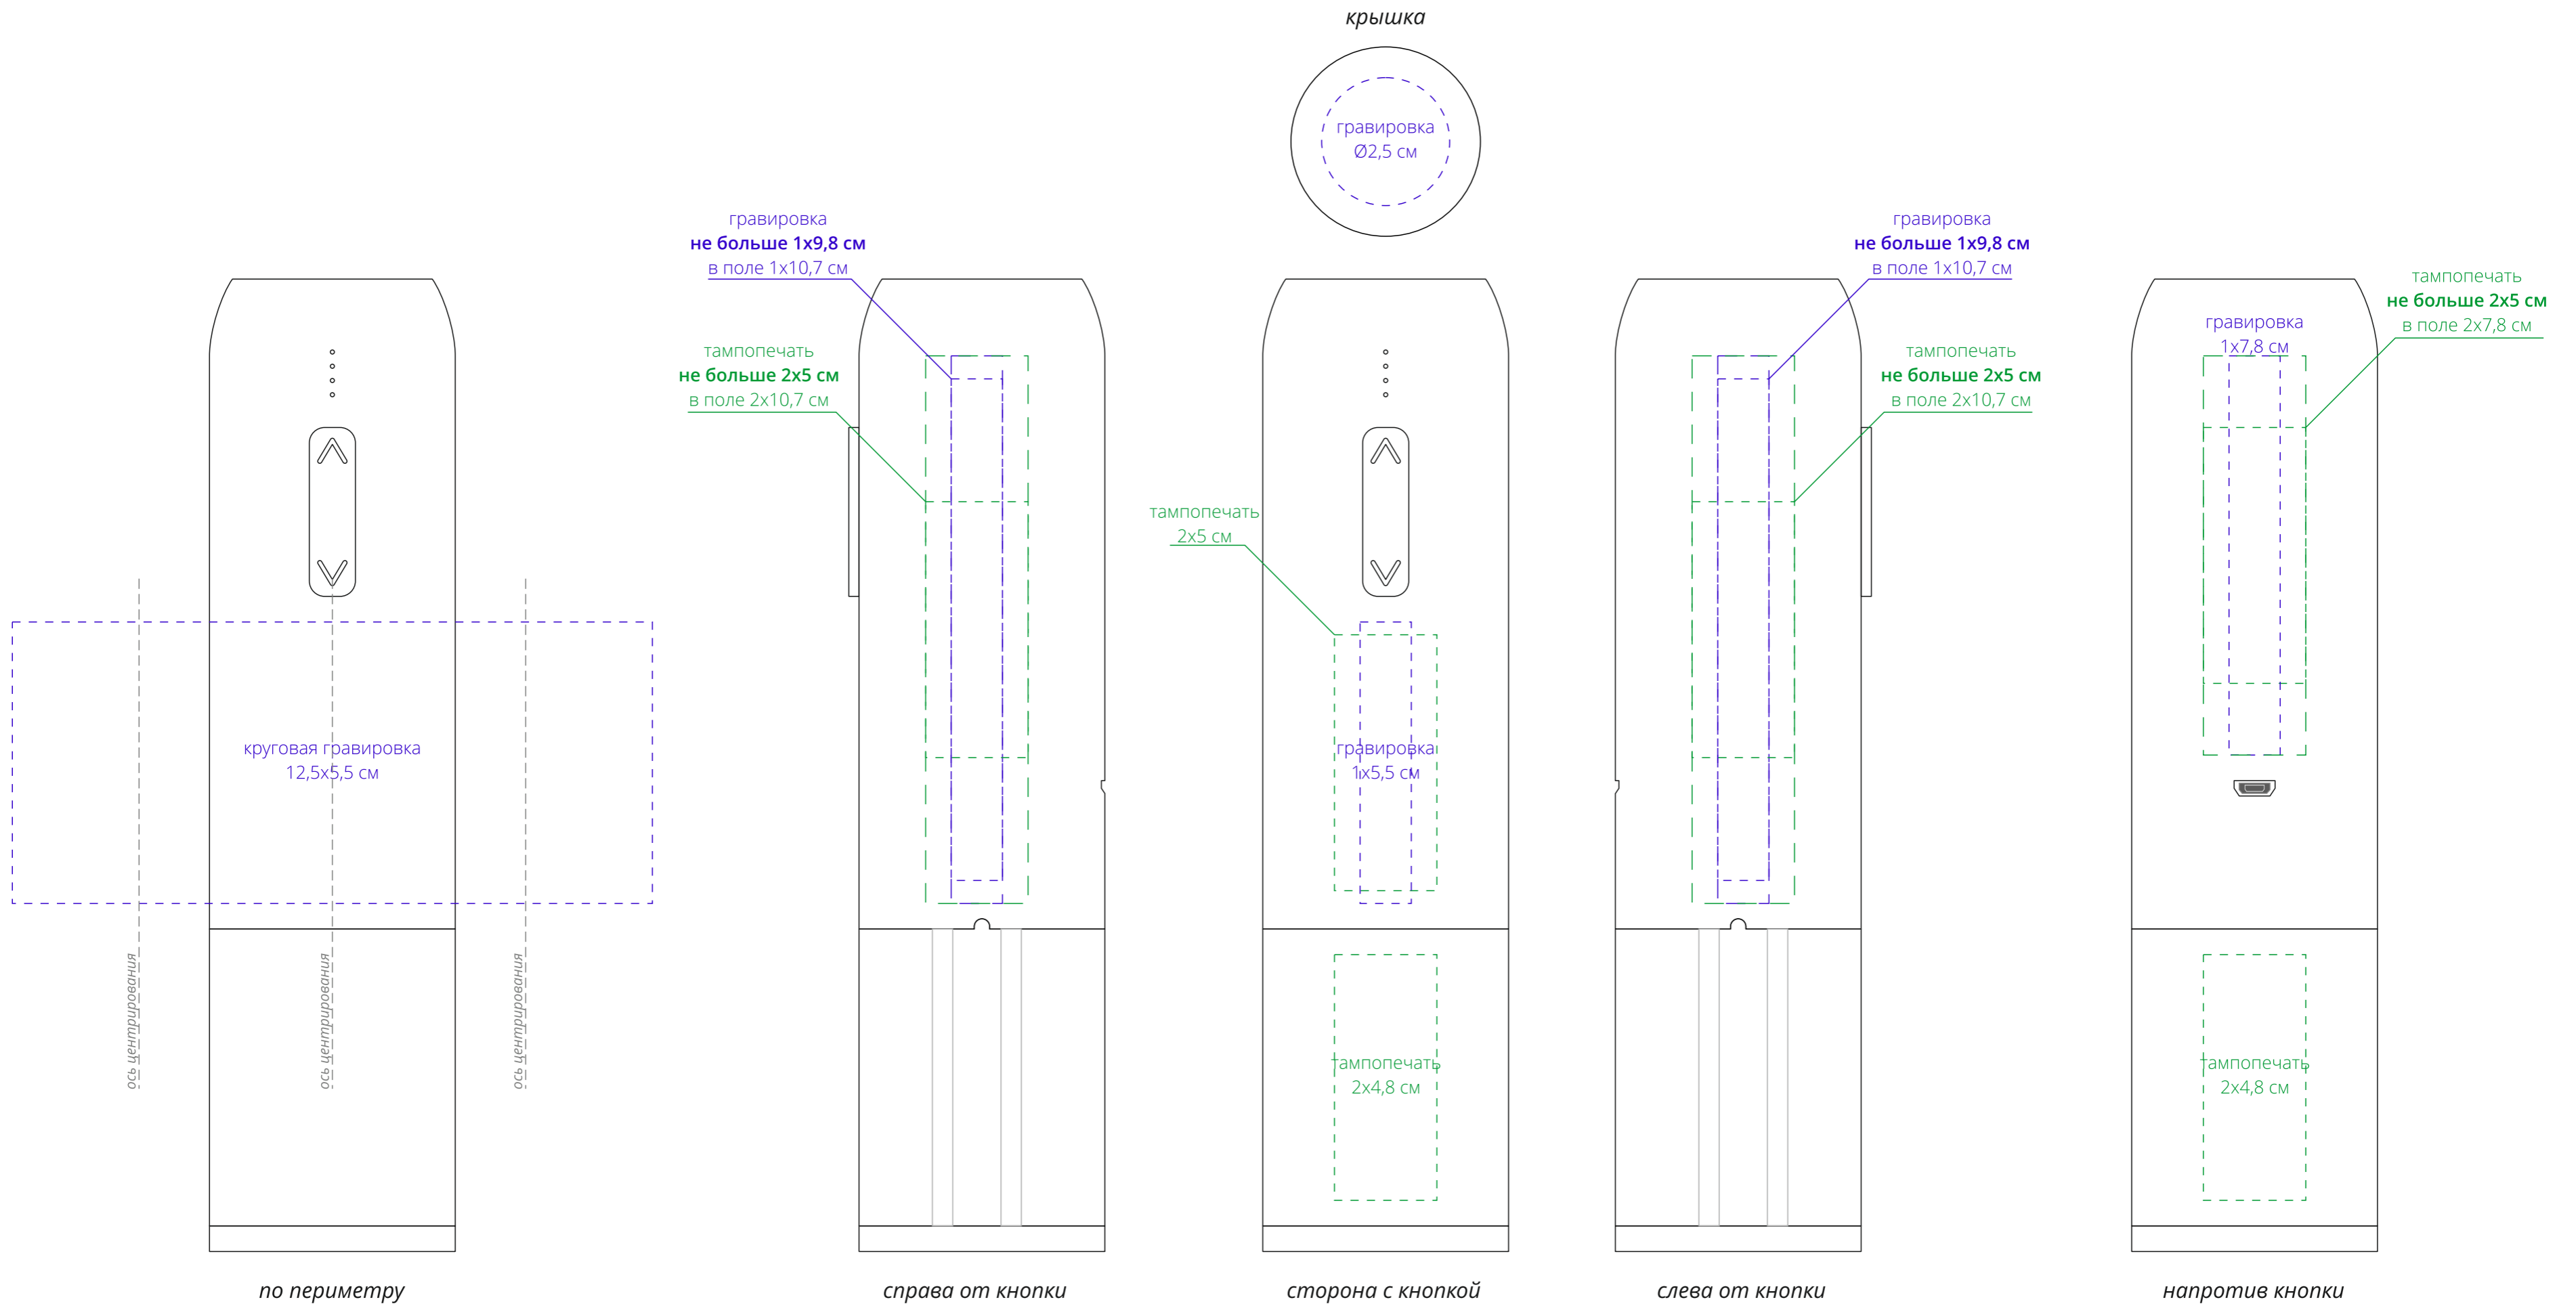 крышка
гравировка
Ø2,5 см
гравировка
не больше 1х9,8 см
в поле 1х10,7 см
тампопечать
не больше 2х5 см
в поле 2х10,7 см
тампопечать
2х5 см
гравировка
не больше 1х9,8 см
в поле 1х10,7 см
тампопечать
не больше 2х5 см
в поле 2х10,7 см
гравировка
1х7,8 см
тампопечать
не больше 2х5 см
в поле 2х7,8 см
круговая гравировка
12,5х5,5 см
гравировка
1х5,5 см
ось центрирования
ось центрирования
ось центрирования
тампопечать
2х4,8 см
тампопечать
2х4,8 см
по периметру
справа от кнопки
сторона с кнопкой
слева от кнопки
напротив кнопки